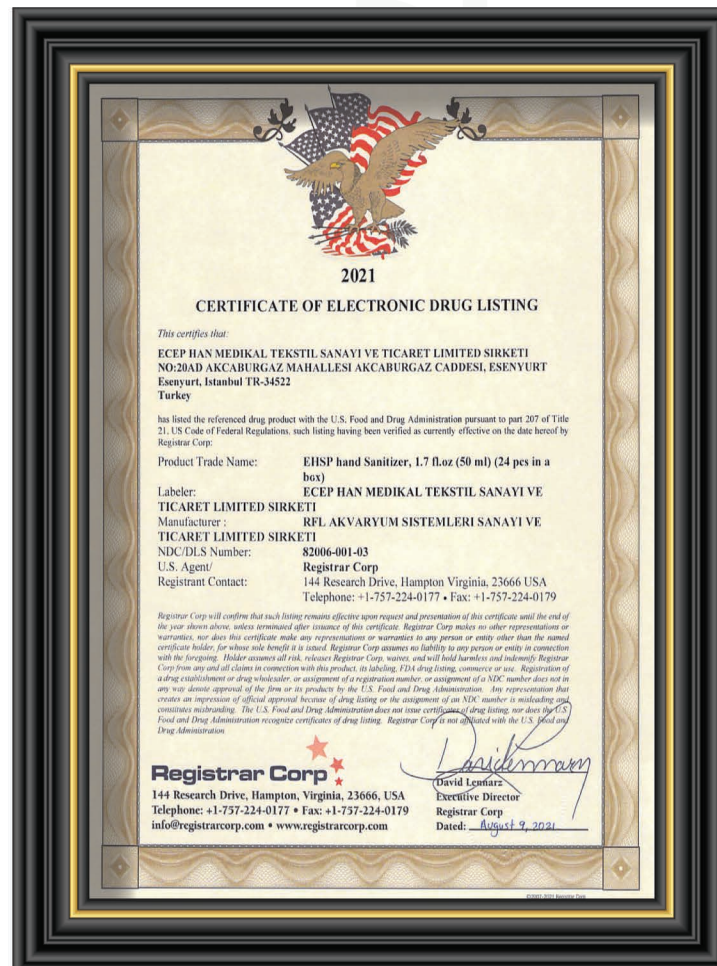 2021
CERTIFICATE OF ELECTRONIC DRUG LISTING
This certifies that:
ECEP HAN MEDIKAL TEKSTIL SANAYI VE TICARET LIMITED SIRKETI
NO:20AD AKCABURGAZ MAHALLESI AKCABURGAZ CADDESI, ESENYURT
Esenyurt, Istanbul TR-34522
Turkey
has listed the referenced drug product with the U.S. Food and Drug Administration pursuant to part 207 of Title
21, US Code of Federal Regulations, such listing having been verified as currently effective on the date hereof by
Registrar Corp:
Product Trade Name: EHSP hand Sanitizer, 1.7 fl.oz (50 ml) (24 pcs in a
box)
Labeler: ECEP HAN MEDIKAL TEKSTIL SANAYI VE
TICARET LIMITED SIRKETI
Manufacturer : RFL AKVARYUM SISTEMLERI SANAYI VE
TICARET LIMITED SIRKETI
NDC/DLS Number: 82006-001-03
U.S. Agent/ Registrar Corp
Registrant Contact: 144 Research Drive, Hampton Virginia, 23666 USA
Telephone: +1-757-224-0177 • Fax: +1-757-224-0179
Registrar Corp will confirm that such listing remains effective upon request and presentation of this certificate until the end of
the year shown above, unless terminated after issuance of this certificate. Registrar Corp makes no other representations or
warranties, nor does this certificate make any representations or warranties to any person or entity other than the named
certificate holder, for whose sole benefit it is issued. Registrar Corp assumes no liability to any person or entity in connection
with the foregoing. Holder assumes all risk, releases Registrar Corp, waives, and will hold harmless and indemnify Registrar
Corp from any and all claims in connection with this product, its labeling, FDA drug listing, commerce or use. Registration of
a drug establishment or drug wholesaler, or assignment of a registration number, or assignment of a NDC number does not in
any way denote approval of the firm or its products by the U.S. Food and Drug Administration. Any representation that
creates an impression of official approval because of drug listing or the assignment of an NDC number is misleading and
constitutes misbranding. The U.S. Food and Drug Administration does not issue certificates of drug listing, nor does the U.S.
Food and Drug Administration recognize certificates of drug listing. Registrar Corp is not affiliated with the U.S. Food and
Drug Administration
Registrar Corp
144 Research Drive, Hampton, Virginia, 23666, USA
Telephone: +1-757-224-0177 • Fax: +1-757-224-0179
info@registrarcorp.com • www.registrarcorp.com
David Lennarz
Executive Director
Registrar Corp
Dated: August 9, 2021
©2001-2021 Registrar Corp